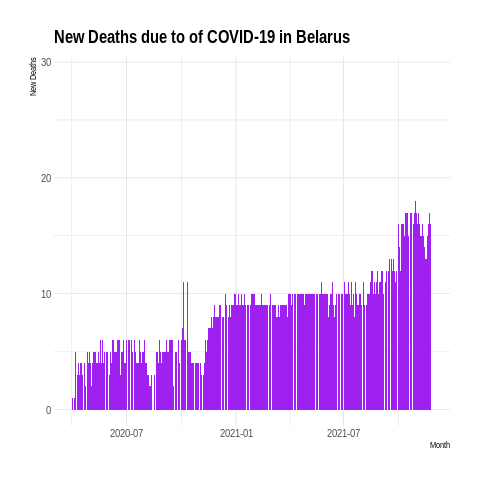 New Deaths due to of COVID-19 in Belarus
New Deaths
30
20
10
0
2020-07
2021-01
2021-07
Month